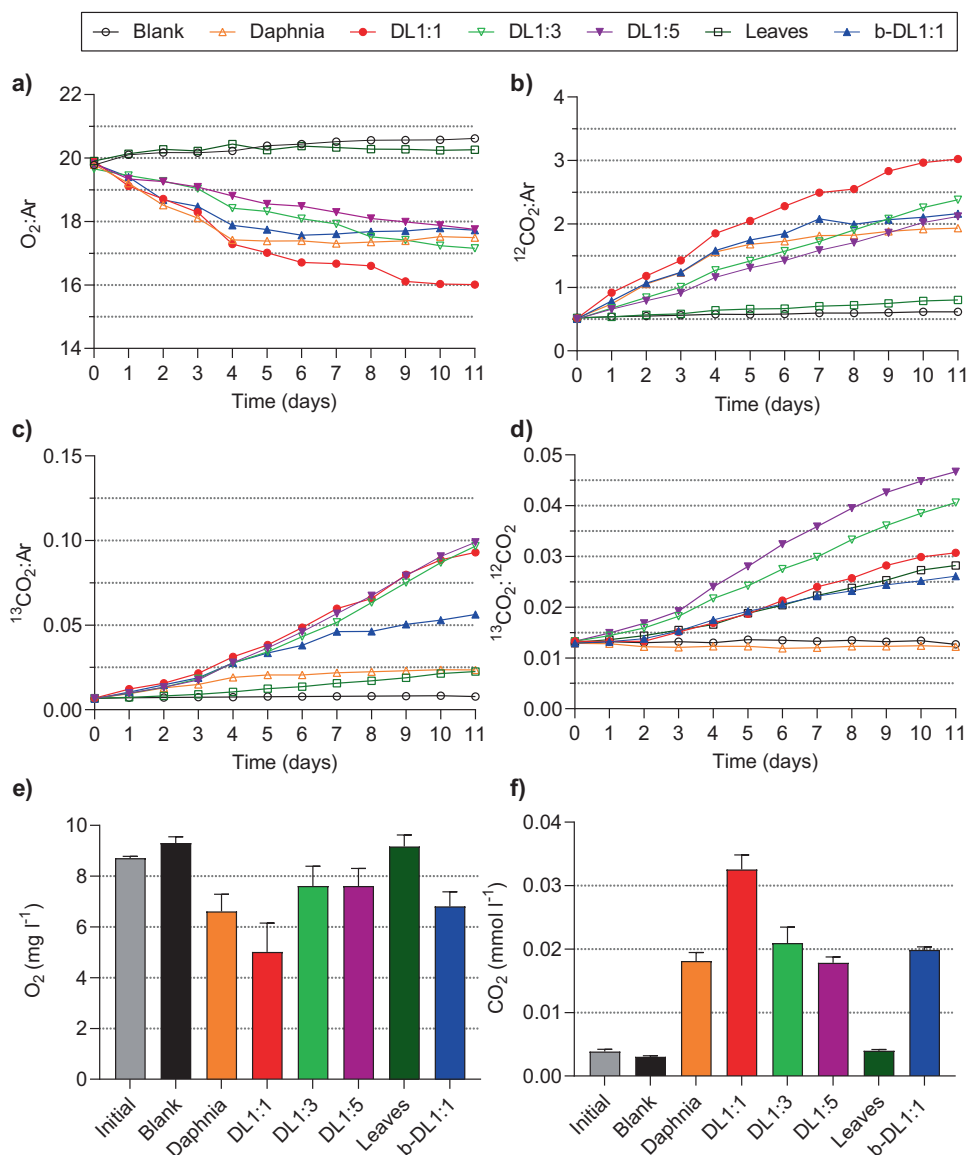 Blank Daphnia DL1:1 DL1:3 DL1:5 Leaves b-DL1:1
a)
22
20
18
16
14
O₂:Ar
0 1 2 3 4 5 6 7 8 9 10 11
Time (days)
b)
4
3
2
1
0
¹²CO₂:Ar
0 1 2 3 4 5 6 7 8 9 10 11
Time (days)
c)
0.15
0.10
0.05
0.00
¹³CO₂:Ar
0 1 2 3 4 5 6 7 8 9 10 11
Time (days)
d)
0.05
0.04
0.03
0.02
0.01
0.00
¹³CO₂:¹²CO₂
0 1 2 3 4 5 6 7 8 9 10 11
Time (days)
e)
10
8
6
4
2
0
O₂ (mg l⁻¹)
Initial Blank Daphnia DL1:1 DL1:3 DL1:5 Leaves b-DL1:1
f)
0.04
0.03
0.02
0.01
0.00
CO₂ (mmol l⁻¹)
Initial Blank Daphnia DL1:1 DL1:3 DL1:5 Leaves b-DL1:1